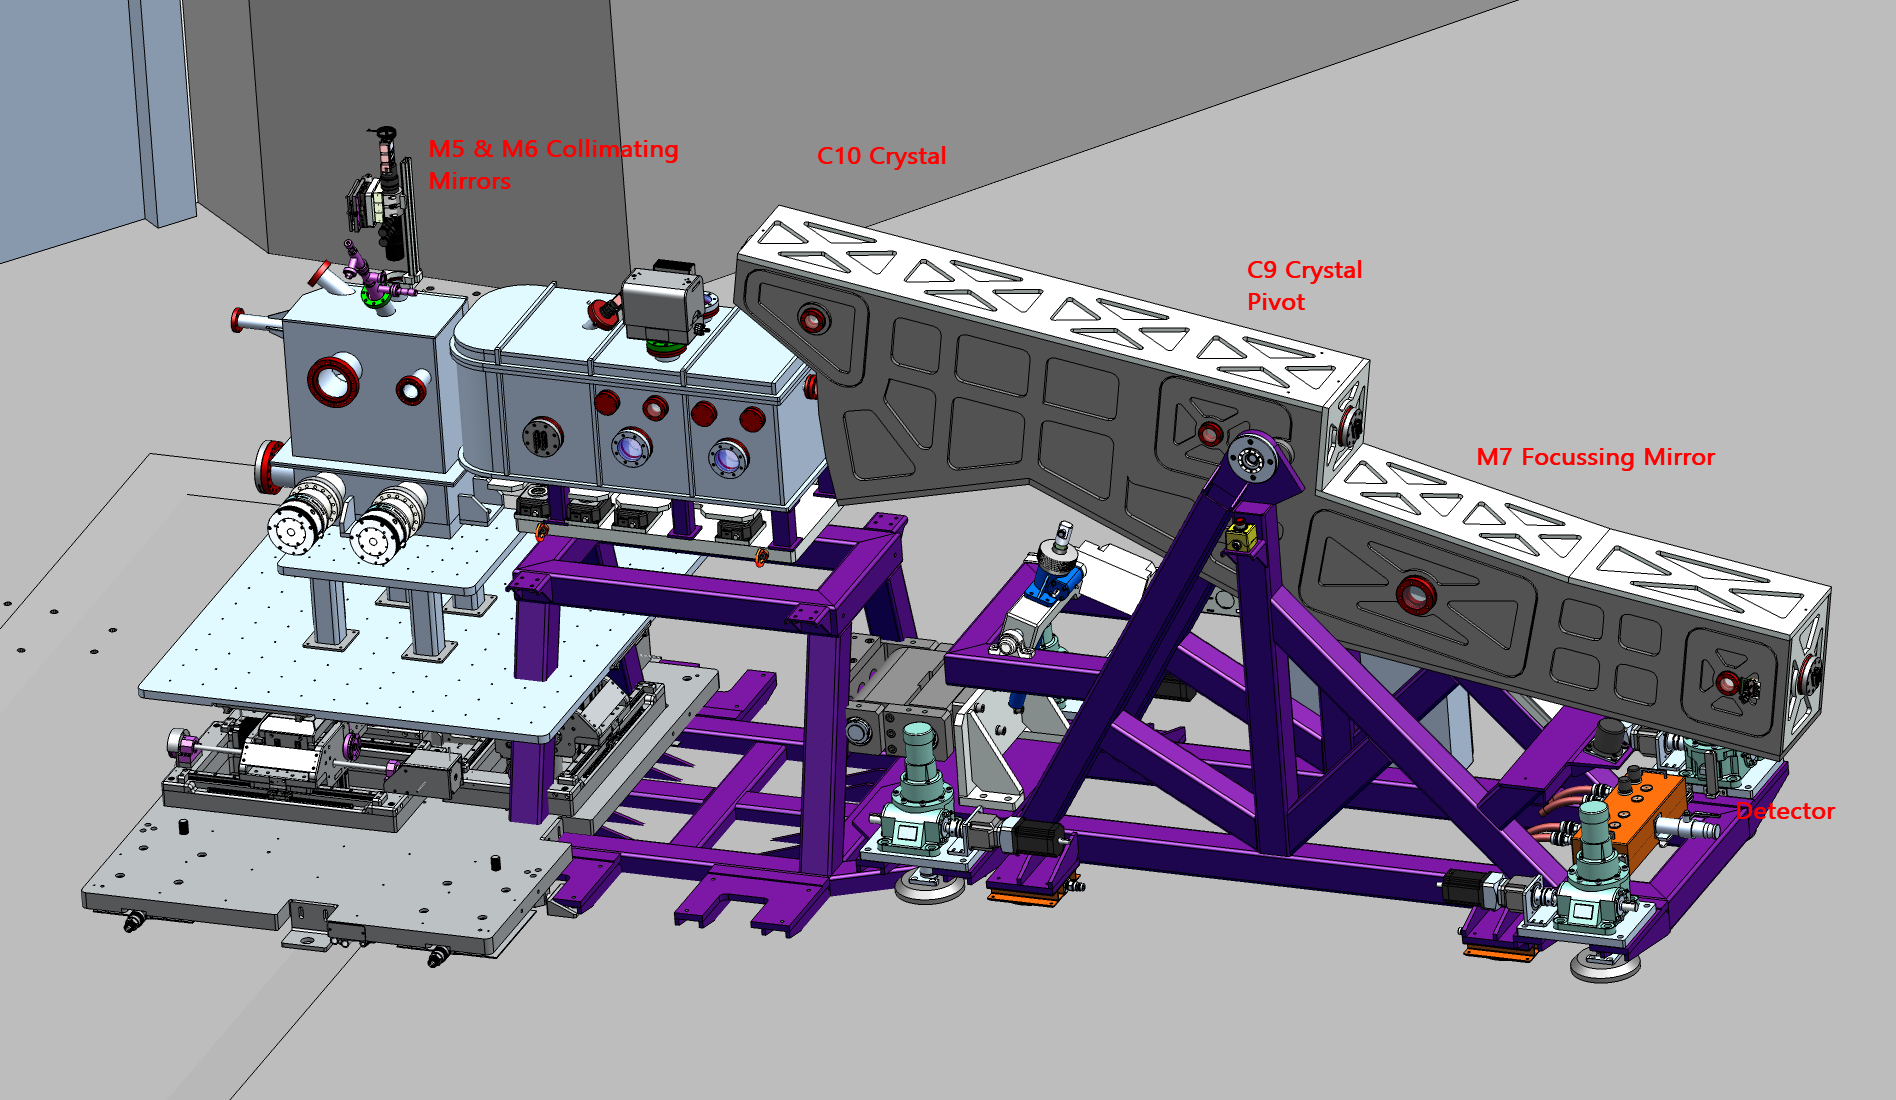 M5 & M6 Collimating
Mirrors
C10 Crystal
C9 Crystal
Pivot
M7 Focussing Mirror
Detector